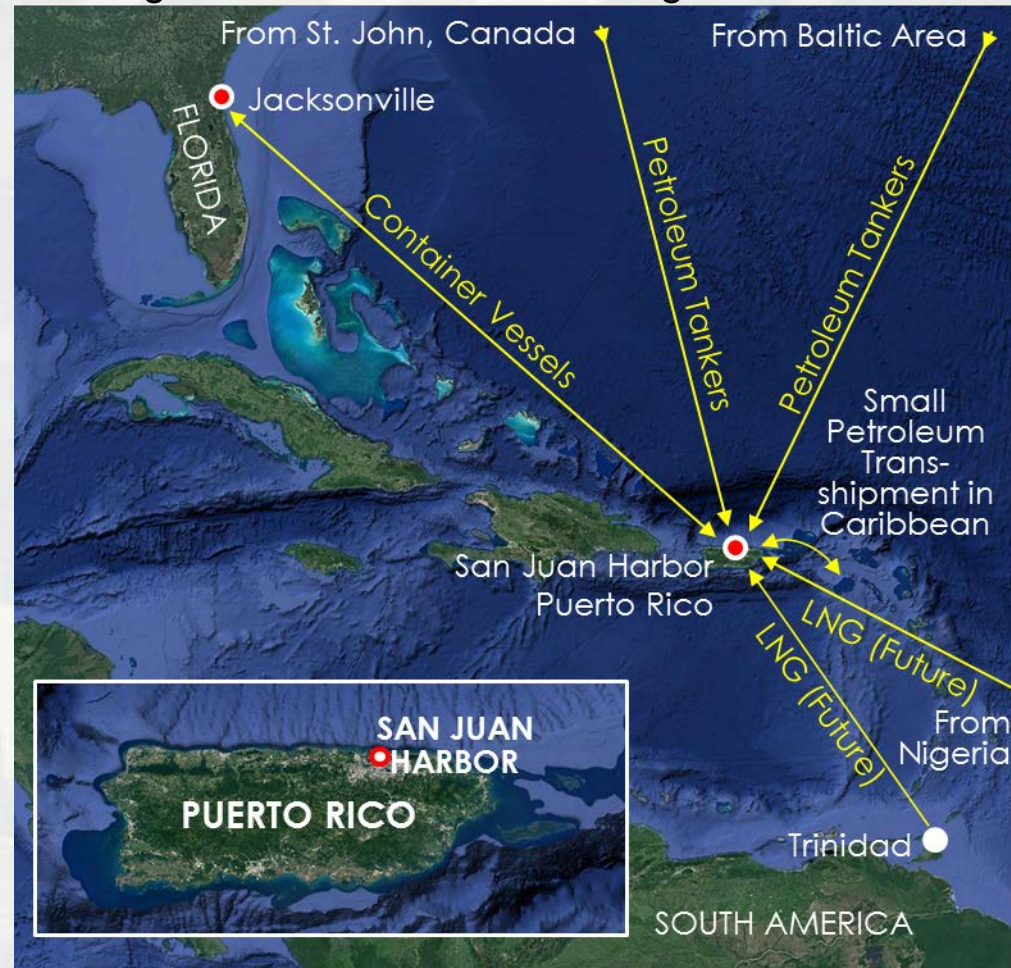 From St. John, Canada
From Baltic Area
Jacksonville
FLORIDA
Container Vessels
Petroleum Tankers
Petroleum Tankers
Small
Petroleum
Trans-
shipment in
Caribbean
San Juan Harbor
Puerto Rico
LNG (Future)
LNG (Future)
From
Nigeria
SAN JUAN
HARBOR
PUERTO RICO
Trinidad
SOUTH AMERICA